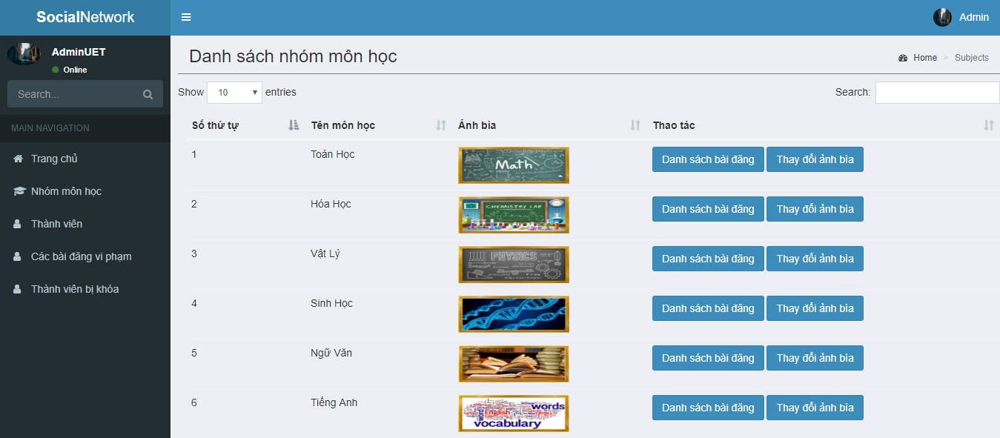 SocialNetwork
Admin
AdminUET
Online
Search...
MAIN NAVIGATION
Trang chủ
Nhóm môn học
Thành viên
Các bài đăng vi phạm
Thành viên bị khóa
Danh sách nhóm môn học
Home > Subjects
Show 10 entries
Search:
Số thứ tự Tên môn học Ảnh bìa Thao tác
1 Toán Học Math Danh sách bài đăng Thay đổi ảnh bìa
2 Hóa Học CHEMISTRY LAB Danh sách bài đăng Thay đổi ảnh bìa
3 Vật Lý PHYSICS Danh sách bài đăng Thay đổi ảnh bìa
4 Sinh Học Danh sách bài đăng Thay đổi ảnh bìa
5 Ngữ Văn Danh sách bài đăng Thay đổi ảnh bìa
6 Tiếng Anh words English vocabulary Danh sách bài đăng Thay đổi ảnh bìa